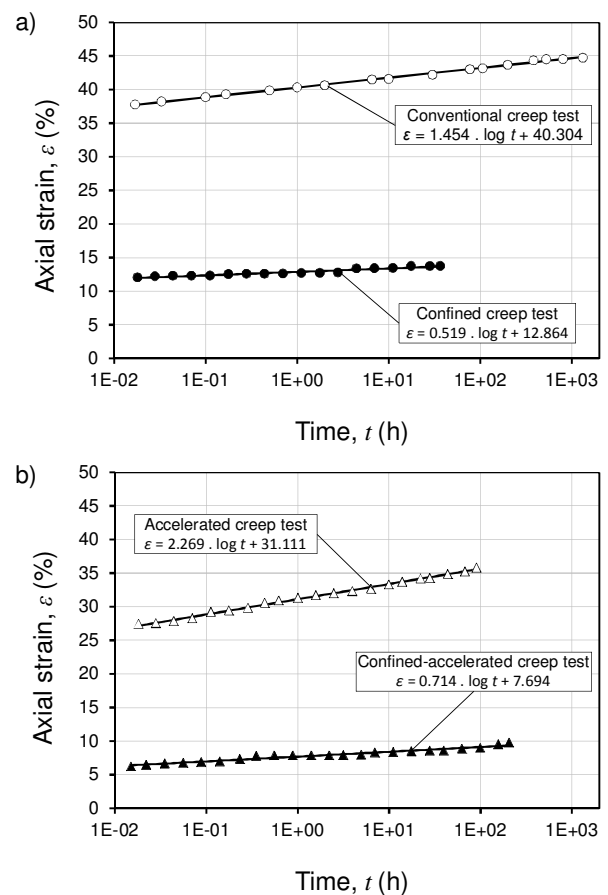 a)
50
45
40
35
30
25
20
15
10
5
0
Axial strain, ε (%)
Conventional creep test
ε = 1.454 . log t + 40.304
Confined creep test
ε = 0.519 . log t + 12.864
1E-02 1E-01 1E+00 1E+01 1E+02 1E+03
Time, t (h)
b)
50
45
40
35
30
25
20
15
10
5
0
Axial strain, ε (%)
Accelerated creep test
ε = 2.269 . log t + 31.111
Confined-accelerated creep test
ε = 0.714 . log t + 7.694
1E-02 1E-01 1E+00 1E+01 1E+02 1E+03
Time, t (h)